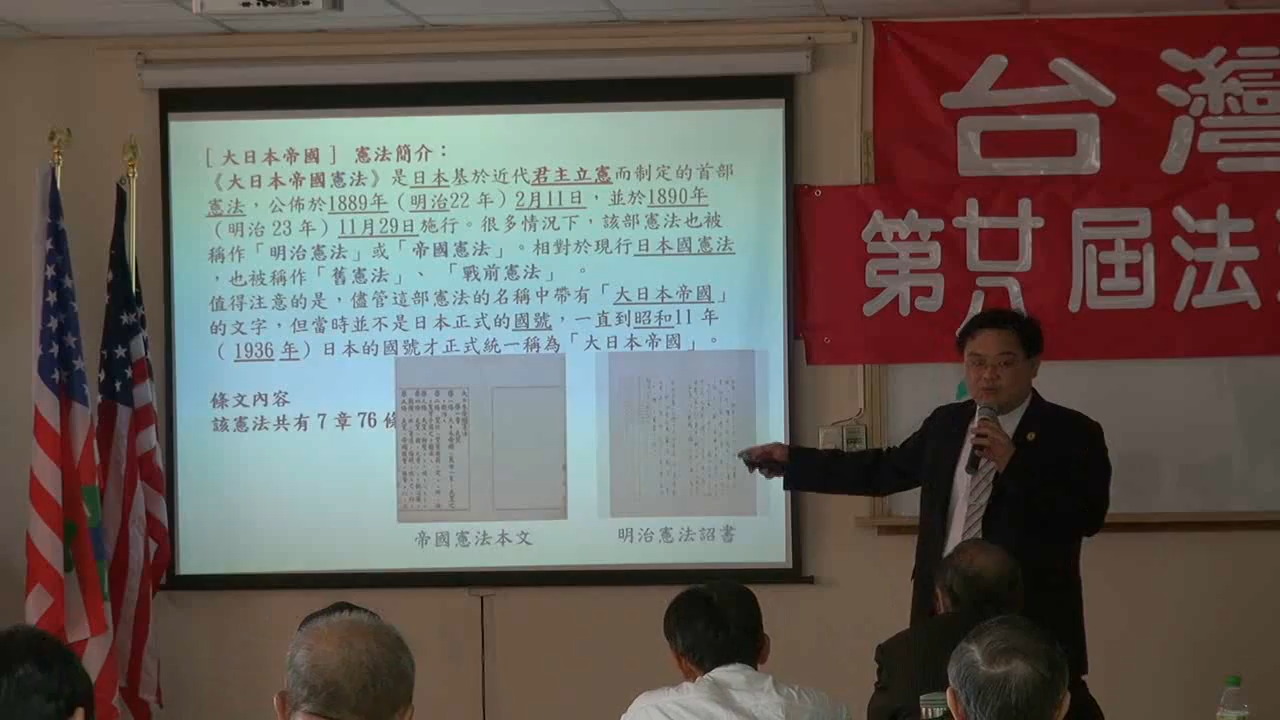 台灣
第廿八屆法
［大日本帝國］ 憲法簡介：
《大日本帝國憲法》是日本基於近代君主立憲而制定的首部
憲法，公佈於1889年（明治22 年）2月11日，並於1890年
（明治 23 年）11月29日施行。很多情況下，該部憲法也被
稱作「明治憲法」或「帝國憲法」。相對於現行日本國憲法
，也被稱作「舊憲法」、「戰前憲法」 。
值得注意的是，儘管這部憲法的名稱中帶有「大日本帝國」
的文字，但當時並不是日本正式的國號，一直到昭和11 年
（ 1936 年）日本的國號才正式統一稱為「大日本帝國」。
條文內容
該憲法共有 7 章 76 條
帝國憲法本文
明治憲法詔書